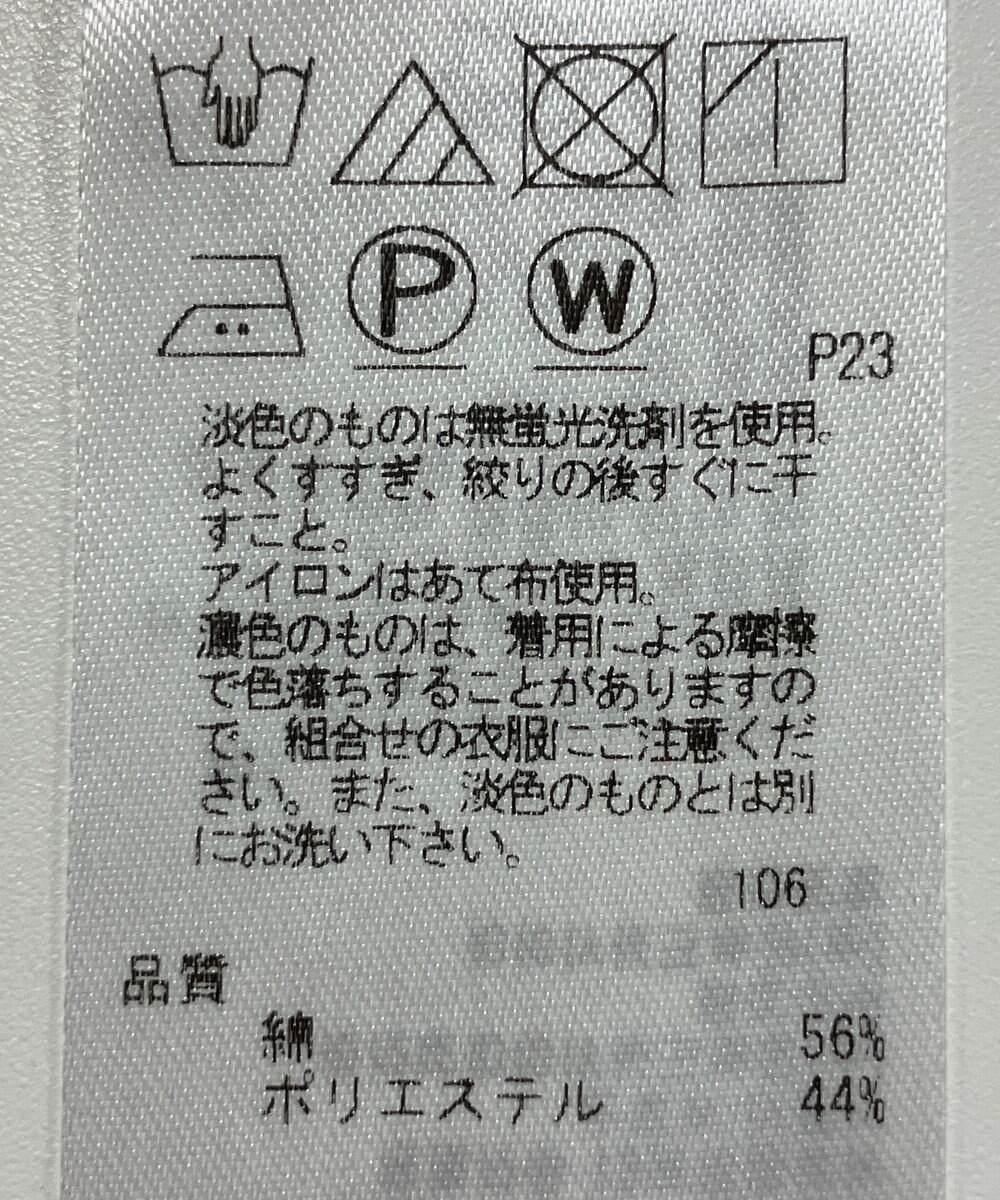 P
W
P23
淡色のものは無蛍光洗剤を使用。
よくすすぎ、絞りの後すぐに干
すこと。
アイロンはあて布使用。
濃色のものは、着用による摩擦
で色落ちすることがありますの
で、組合せの衣服にご注意くだ
さい。また、淡色のものとは別
にお洗い下さい。
106
品質
綿 56%
ポリエステル 44%